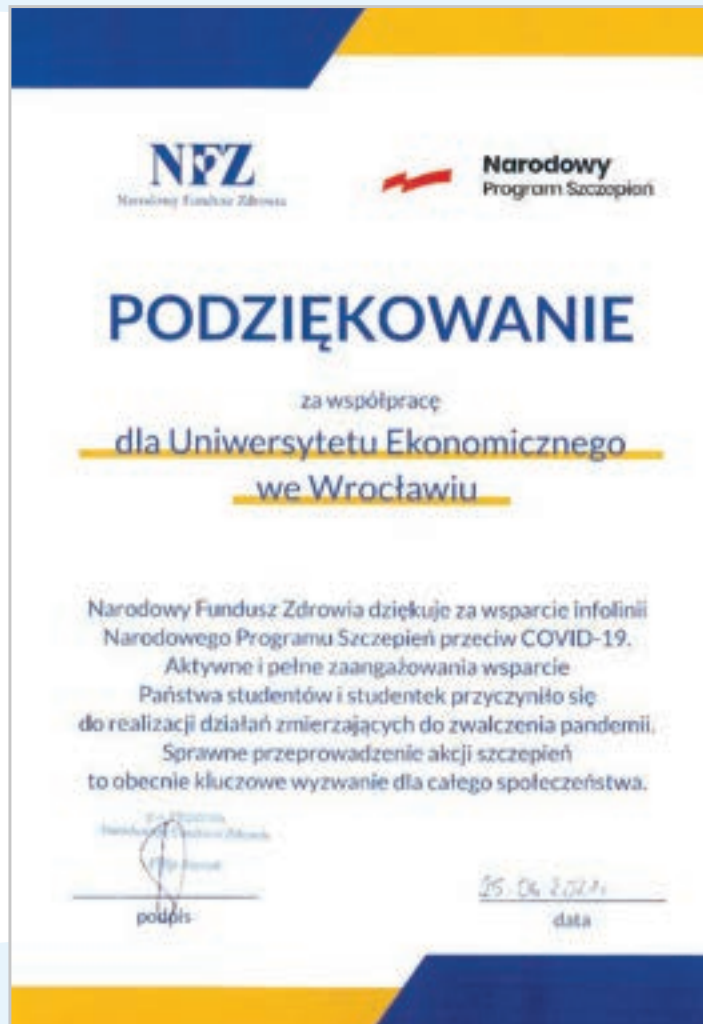 NFZ
Narodowy Fundusz Zdrowia
Narodowy
Program Szczepień
PODZIĘKOWANIE
za współpracę
dla Uniwersytetu Ekonomicznego
we Wrocławiu
Narodowy Fundusz Zdrowia dziękuje za wsparcie infolinii
Narodowego Programu Szczepień przeciw COVID-19.
Aktywne i pełne zaangażowania wsparcie
Państwa studentów i studentek przyczyniło się
do realizacji działań zmierzających do zwalczenia pandemii.
Sprawne przeprowadzenie akcji szczepień
to obecnie kluczowe wyzwanie dla całego społeczeństwa.
Narodowego Funduszu Zdrowia
podpis
data